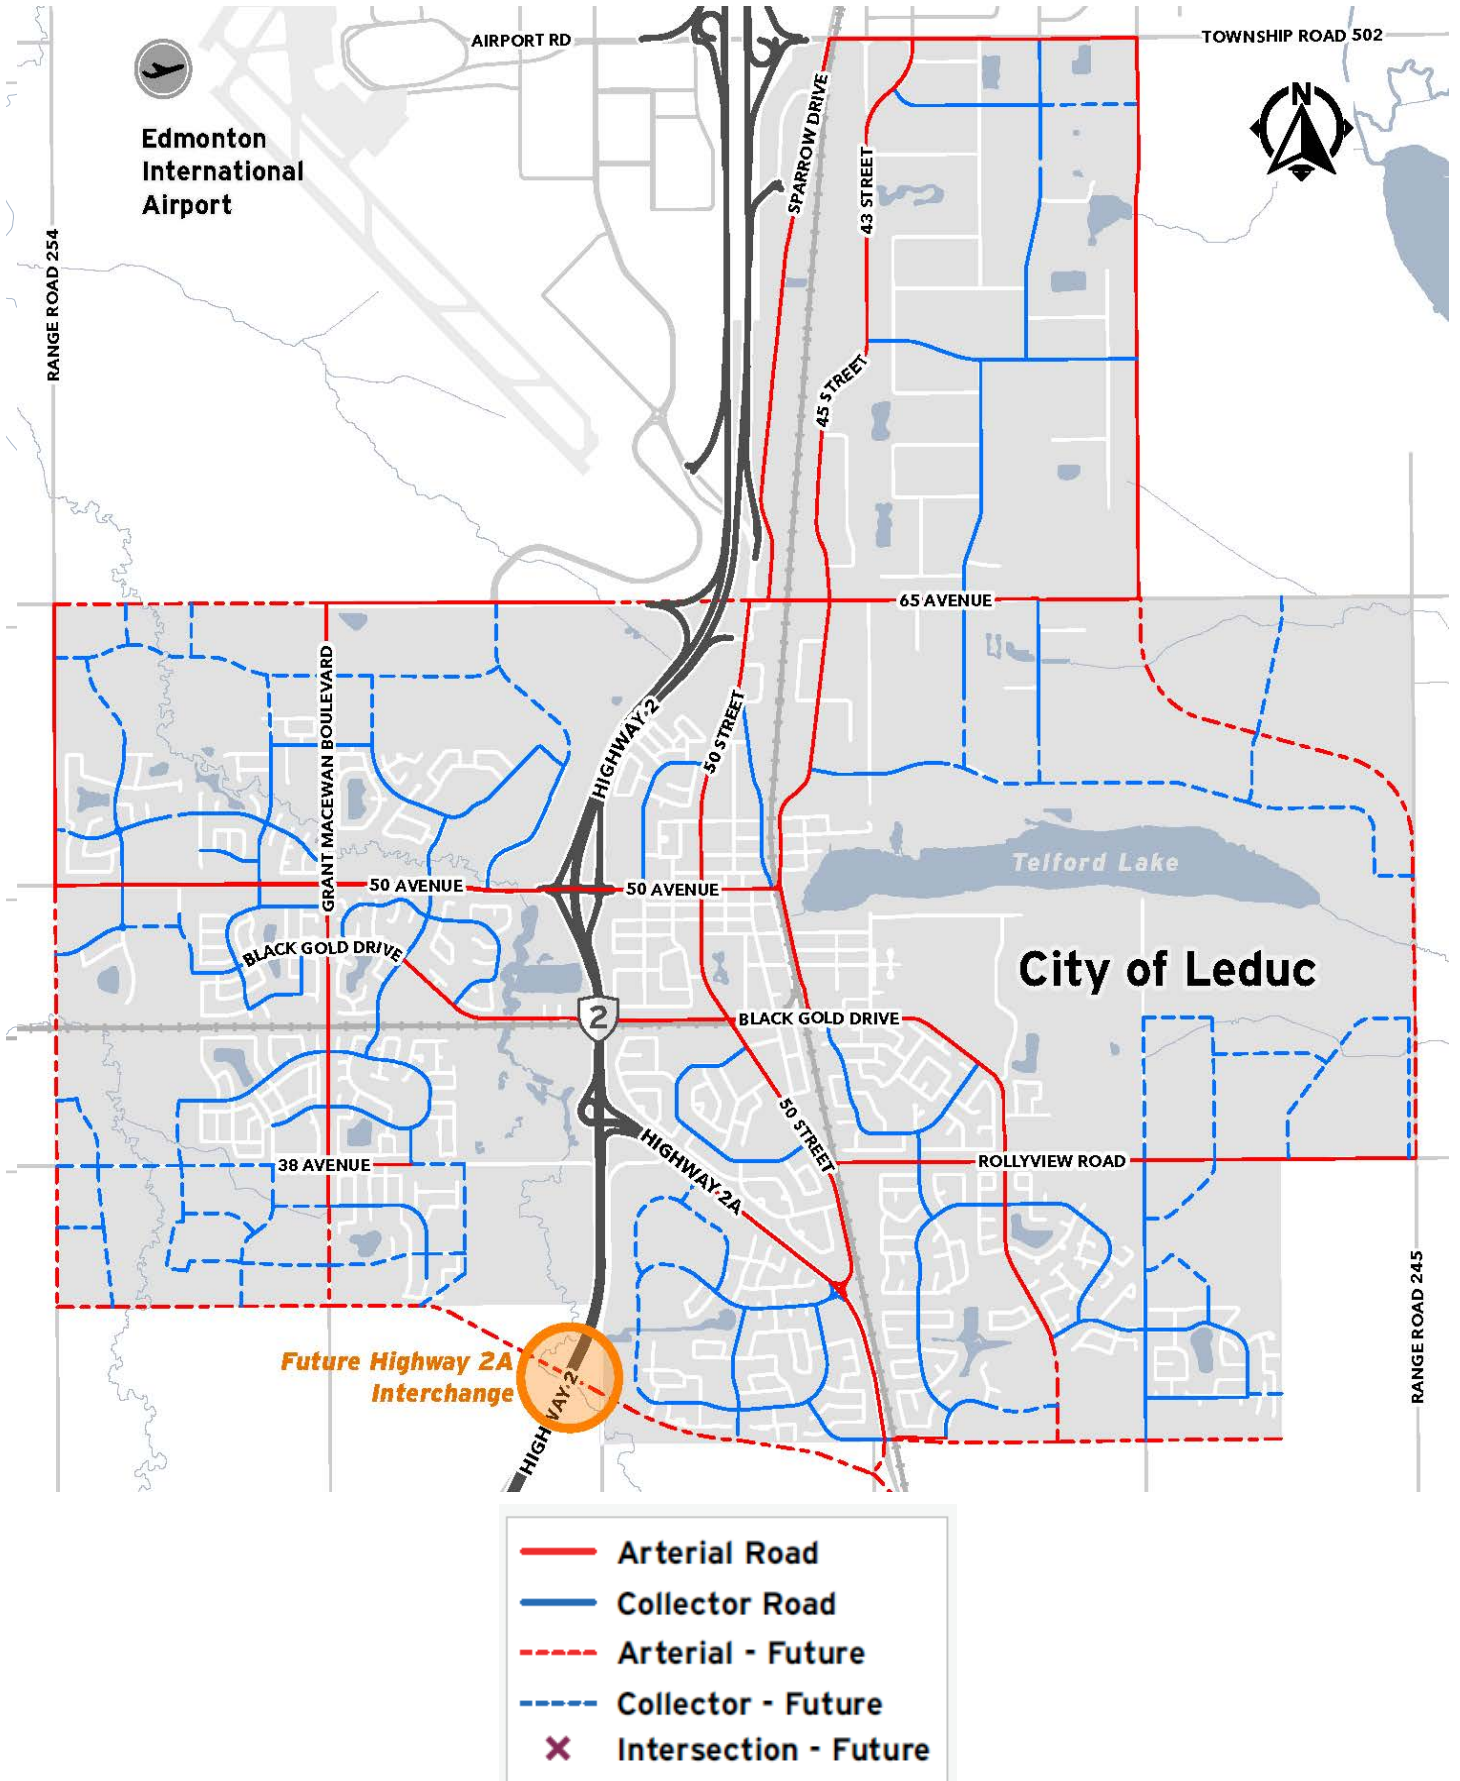 AIRPORT RD
TOWNSHIP ROAD 502
N
Edmonton
International
Airport
SPARROW DRIVE
43 STREET
RANGE ROAD 254
45 STREET
65 AVENUE
GRANT MACEWAN BOULEVARD
HIGHWAY 2
50 STREET
Telford Lake
50 AVENUE
50 AVENUE
BLACK GOLD DRIVE
City of Leduc
2
BLACK GOLD DRIVE
50 STREET
HIGHWAY 2A
38 AVENUE
ROLLYVIEW ROAD
RANGE ROAD 245
Future Highway 2A
Interchange
HIGHWAY 2
Arterial Road
Collector Road
Arterial - Future
Collector - Future
Intersection - Future